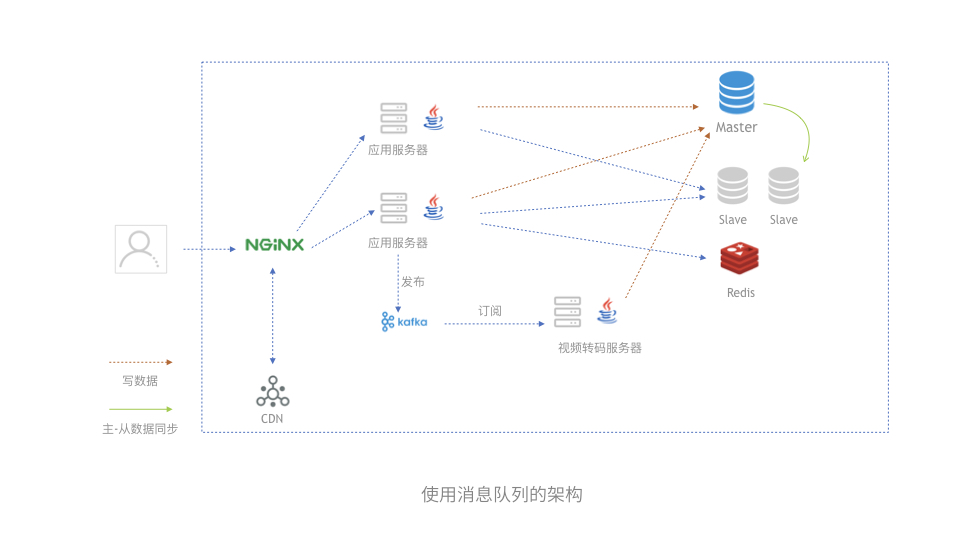 Master
应用服务器
Slave
Slave
应用服务器
NGiNX
Redis
发布
订阅
kafka
视频转码服务器
写数据
CDN
主-从数据同步
使用消息队列的架构